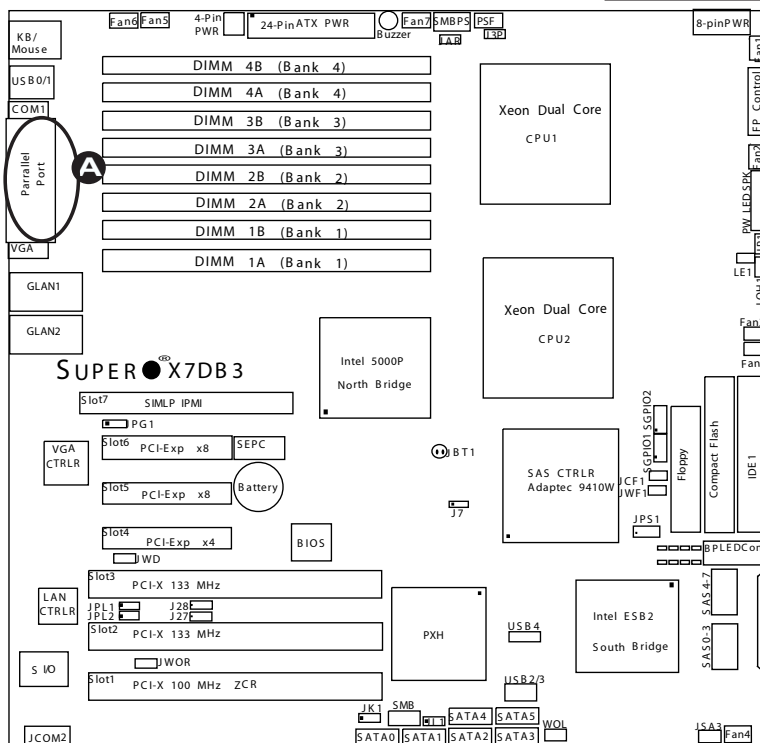 Fan6 Fan5
4-Pin PWR
24-Pin ATX PWR
Buzzer
Fan7 SMBPS PSF
JAR J3P
8-pinPWR
KB/ Mouse
Fan1
USB0/1
COM1
FP Control
Parrallel Port
A
Fan2
PW LED SPK
VGA
LE1
GLAN1
GLAN2
DIMM 4B (Bank 4)
DIMM 4A (Bank 4)
DIMM 3B (Bank 3)
DIMM 3A (Bank 3)
DIMM 2B (Bank 2)
DIMM 2A (Bank 2)
DIMM 1B (Bank 1)
DIMM 1A (Bank 1)
Xeon Dual Core
CPU1
Xeon Dual Core
CPU2
Intel 5000P
North Bridge
Fan
SUPER ● ® X7DB3
Slot7 SIMLP IPMI
JPG1
Slot6 PCI-Exp x8 SEPC
VGA CTRLR
Slot5 PCI-Exp x8
Battery
Slot4 PCI-Exp x4
JWD
BIOS
JBT1
J7
SAS CTRLR
Adaptec 9410W
SGPIO1 SGPIO2
JCF1
JWF1
JPS1
Floppy
Compact Flash
IDE1
BPLEDCon
Slot3 PCI-X 133 MHz
LAN CTRLR
JPL1 J28
JPL2 J27
Slot2 PCI-X 133 MHz
PXH
USB4
Intel ESB2
South Bridge
SAS4-7
SAS0-3
JWOR
S I/O
Slot1 PCI-X 100 MHz ZCR
USB2/3
JK1 SMB JL1 SATA4 SATA5
JCOM2
SATA0 SATA1 SATA2 SATA3
WOL
JSA3 Fan4